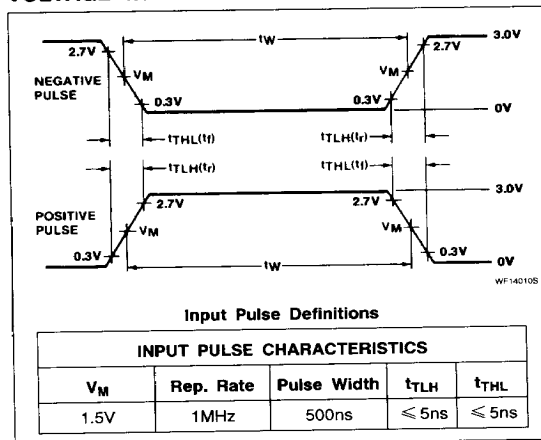 tW
3.0V
2.7V
VM
VM
2.7V
NEGATIVE
PULSE
0.3V
0.3V
0V
tTHL(tf)
tTLH(tr)
tTLH(tr)
tTHL(tf)
3.0V
POSITIVE
PULSE
2.7V
2.7V
VM
VM
0.3V
0.3V
tW
0V
WF14010S
Input Pulse Definitions
INPUT PULSE CHARACTERISTICS
VM Rep. Rate Pulse Width tTLH tTHL
1.5V 1MHz 500ns ≤ 5ns ≤ 5ns